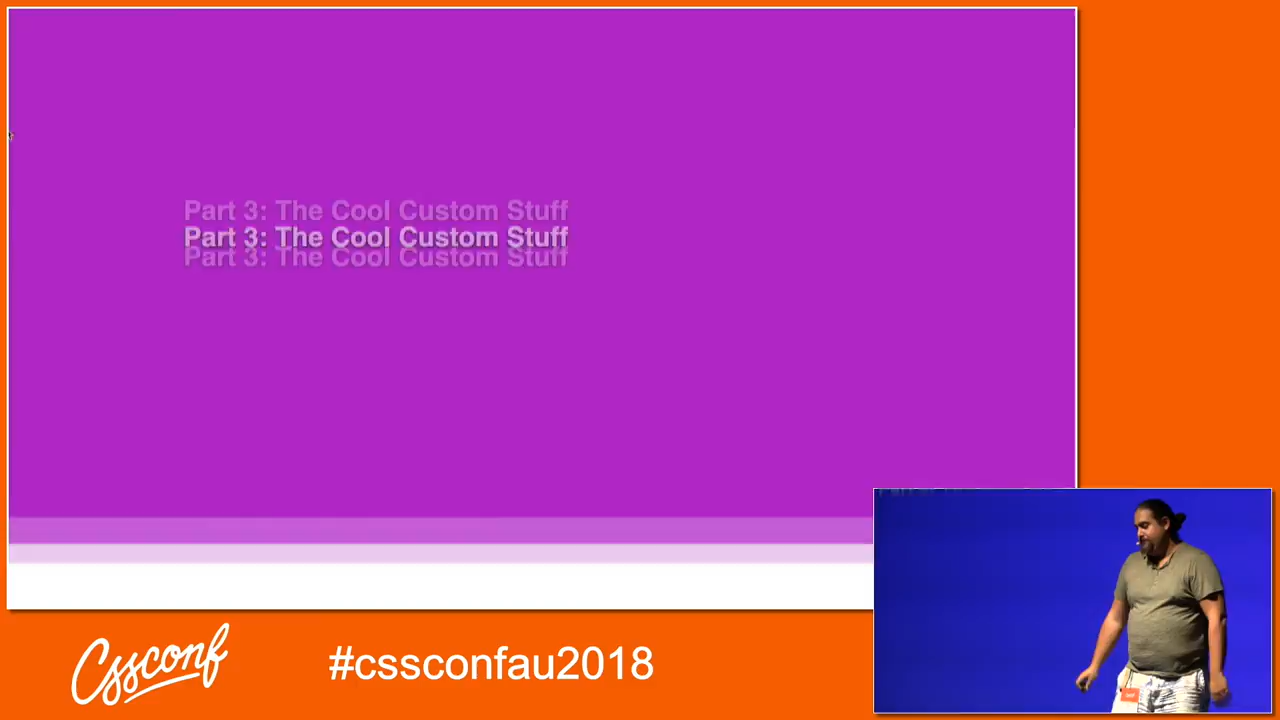 Part 3: The Cool Custom Stuff
Part 3: The Cool Custom Stuff
Part 3: The Cool Custom Stuff
cssconf
#cssconfau2018